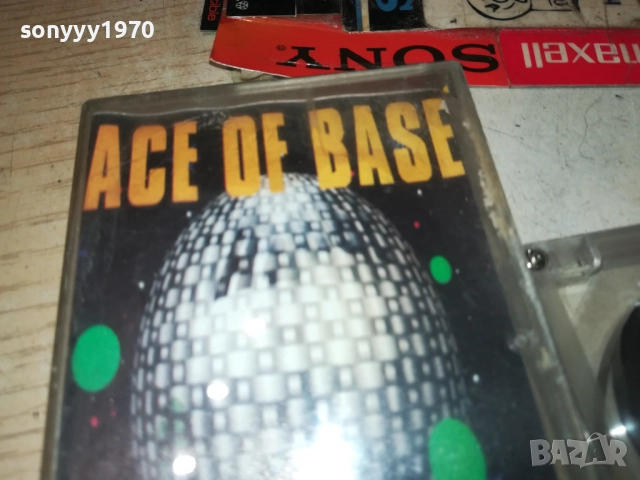 sonyyy1970
SONY
maxell
ACE OF BASE
BAZAR